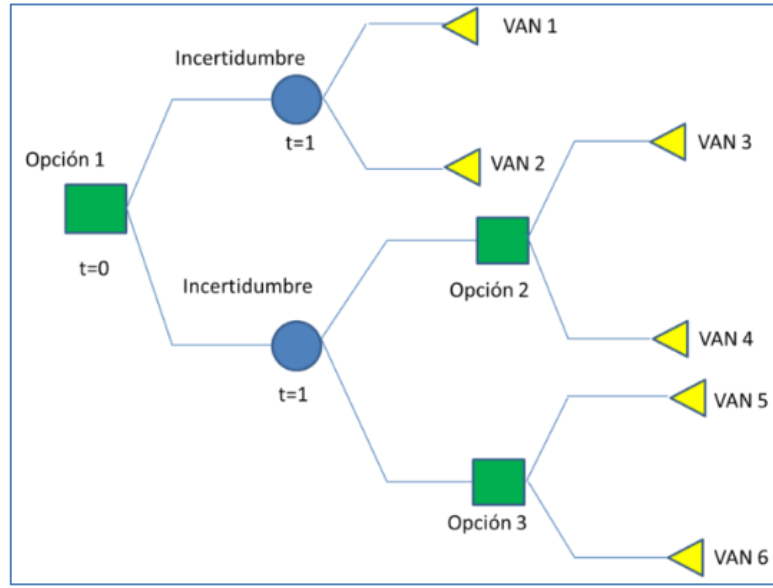 VAN 1
Incertidumbre
t=1
VAN 2
Opción 1
t=0
VAN 3
Incertidumbre
Opción 2
t=1
VAN 4
VAN 5
Opción 3
VAN 6